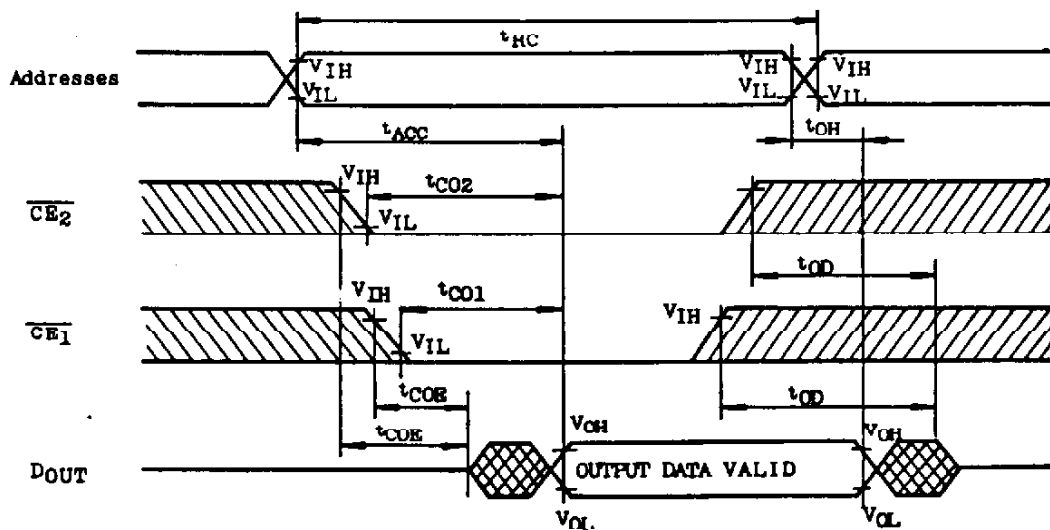 tRC
Addresses
VIH
VIL
VIH
VIL
VIH
VIL
tACC
tOH
CE2
VIH
tCO2
VIL
tOD
CE1
VIH
tCO1
VIL
VIH
tCOE
tOD
tCOE
DOUT
VOH
OUTPUT DATA VALID
VOH
VOL
VOL